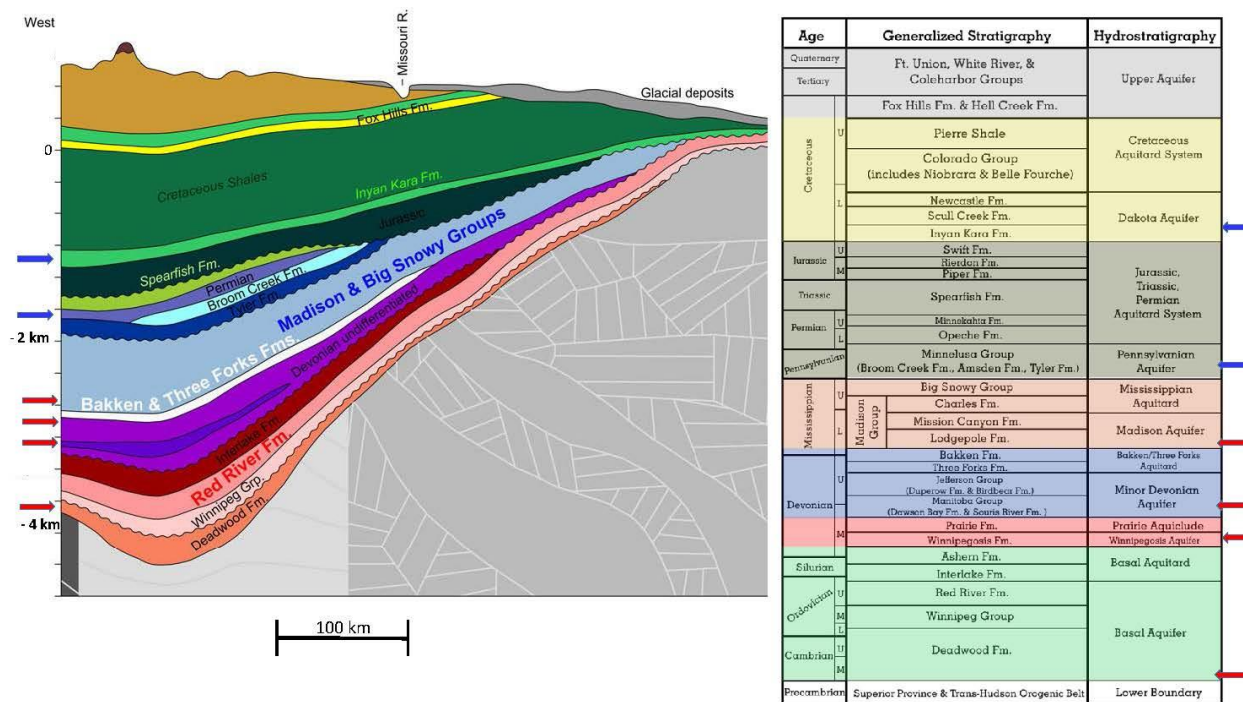 West
Missouri R.
Glacial deposits
Fox Hills Fm.
0
Cretaceous Shales
Inyan Kara Fm.
Jurassic
Spearfish Fm.
Permian
Broom Creek Fm.
Tyler Fm.
Madison & Big Snowy Groups
- 2 km
Bakken & Three Forks Fms.
Devonian undifferentiated
Interlake Fm.
Red River Fm.
Winnipeg Grp.
Deadwood Fm.
- 4 km
100 km
Age Generalized Stratigraphy Hydrostratigraphy
Quaternary
Tertiary
Ft. Union, White River, &
Coleharbor Groups
Upper Aquifer
Fox Hills Fm. & Hell Creek Fm.
Cretaceous
U
Pierre Shale
Cretaceous
Aquitard System
Colorado Group
(includes Niobrara & Belle Fourche)
L
Newcastle Fm.
Scull Creek Fm.
Dakota Aquifer
Inyan Kara Fm.
Jurassic
U
Swift Fm.
Rierdon Fm.
M
Piper Fm.
Jurassic,
Triassic,
Permian
Aquitard System
Triassic
Spearfish Fm.
Permian
U
Minnekahta Fm.
L
Opeche Fm.
Pennsylvanian
Minnelusa Group
(Broom Creek Fm., Amsden Fm., Tyler Fm.)
Pennsylvanian
Aquifer
Mississippian
U
Big Snowy Group
Mississippian
Aquitard
Madison
Group
Charles Fm.
L
Mission Canyon Fm.
Madison Aquifer
Lodgepole Fm.
Devonian
Bakken Fm.
Bakken/Three Forks
Aquitard
Three Forks Fm.
U
Jefferson Group
(Duperow Fm. & Birdbear Fm.)
Minor Devonian
Aquifer
Manitoba Group
(Dawson Bay Fm. & Souris River Fm. )
M
Prairie Fm.
Prairie Aquiclude
Winnipegosis Fm.
Winnipegosis Aquifer
Ashern Fm.
Basal Aquitard
Silurian
Interlake Fm.
Ordovician
U
Red River Fm.
M
Winnipeg Group
L
Basal Aquifer
Cambrian
U
Deadwood Fm.
M
Precambrian
Superior Province & Trans-Hudson Orogenic Belt
Lower Boundary